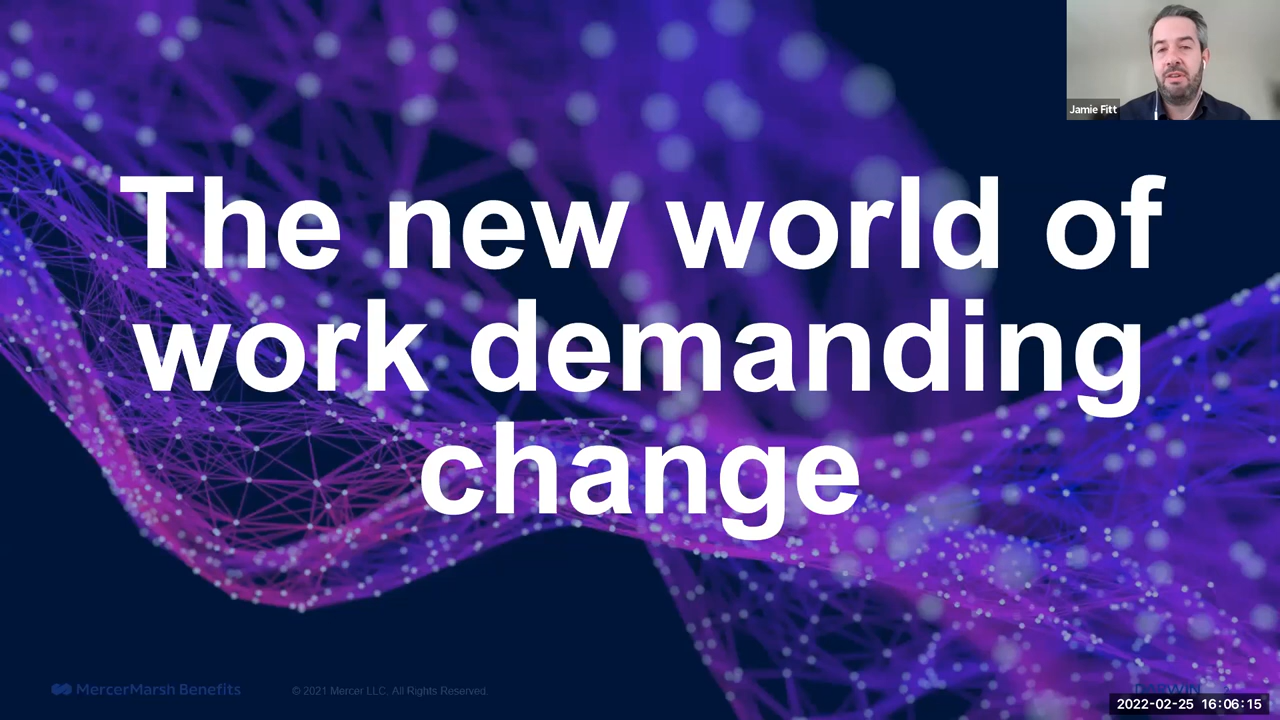 Jamie Fitt
The new world of
work demanding
change
MercerMarsh Benefits
© 2021 Mercer LLC, All Rights Reserved.
DARWIN
2022-02-25 16:06:15